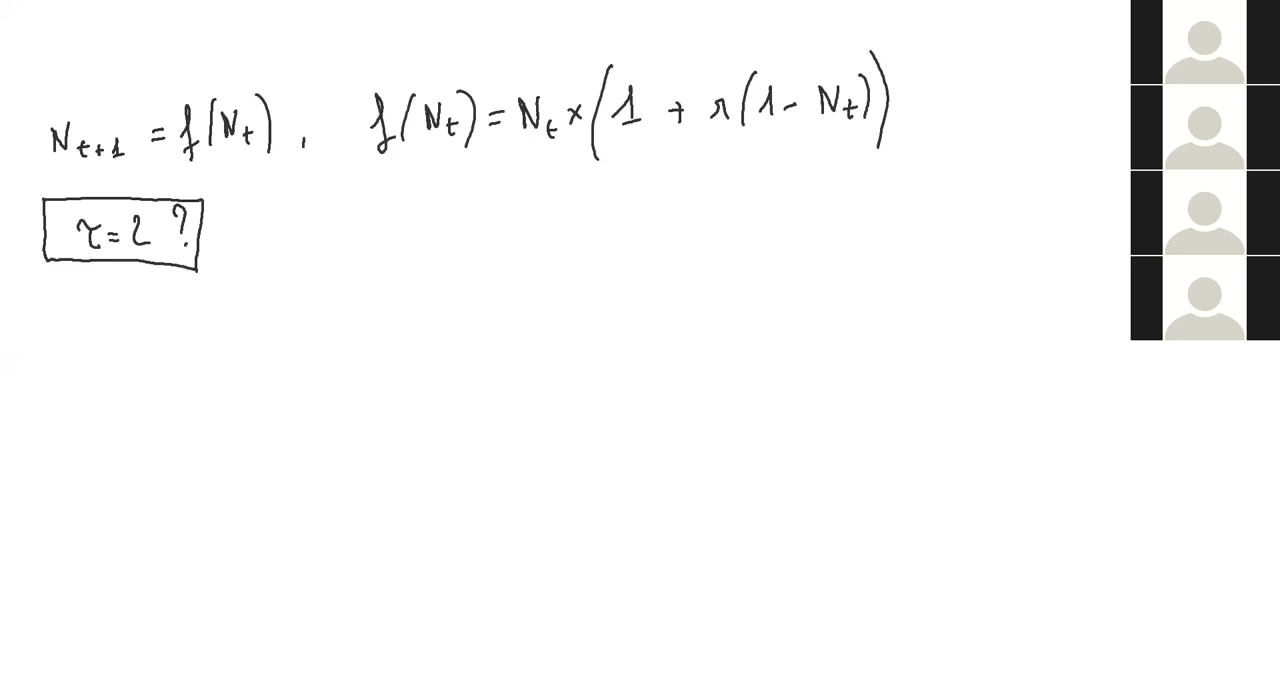 N_{t+1} = f(N_t), f(N_t) = N_t × (1 + r(1 - N_t))
τ = 2 ?